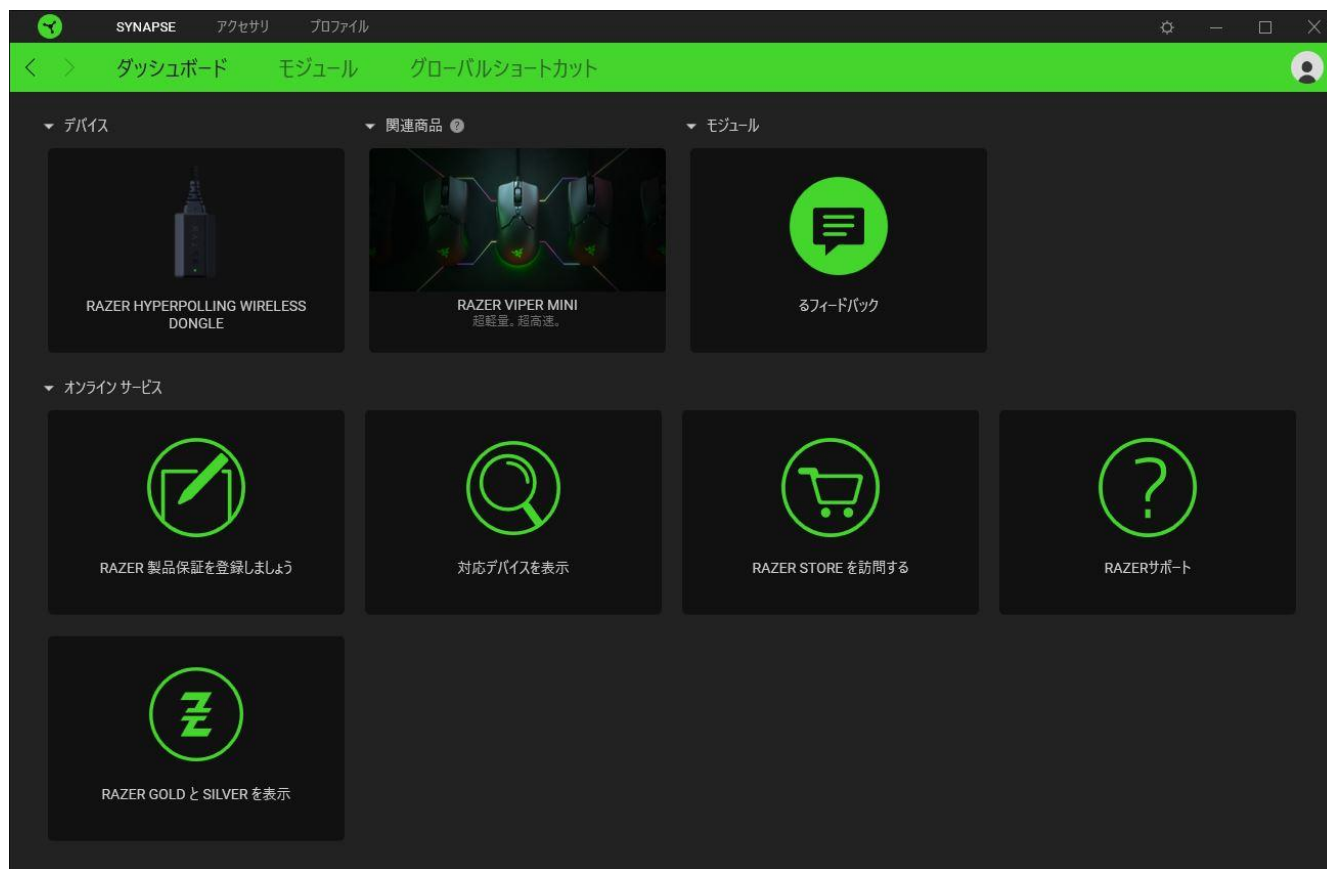 SYNAPSE アクセサリ プロファイル
ダッシュボード モジュール グローバルショートカット
デバイス
関連商品
モジュール
RAZER HYPERPOLLING WIRELESS
DONGLE
RAZER VIPER MINI
超軽量。超高速。
るフィードバック
オンライン サービス
RAZER 製品保証を登録しましょう
対応デバイスを表示
RAZER STORE を訪問する
RAZERサポート
RAZER GOLD と SILVER を表示